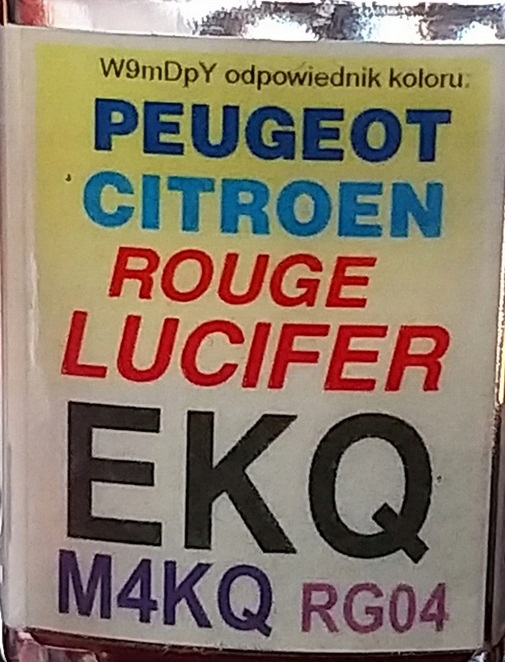 W9mDpY odpowiednik koloru:
PEUGEOT
CITROEN
ROUGE
LUCIFER
EKQ
M4KQ RG04